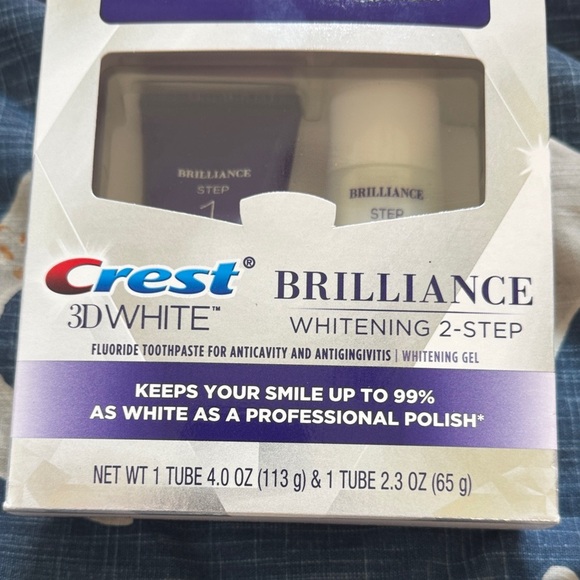 BRILLIANCE
STEP
1
BRILLIANCE
STEP
Crest®
3DWHITE™
BRILLIANCE
WHITENING 2-STEP
FLUORIDE TOOTHPASTE FOR ANTICAVITY AND ANTIGINGIVITIS | WHITENING GEL
KEEPS YOUR SMILE UP TO 99%
AS WHITE AS A PROFESSIONAL POLISH*
NET WT 1 TUBE 4.0 OZ (113 g) & 1 TUBE 2.3 OZ (65 g)